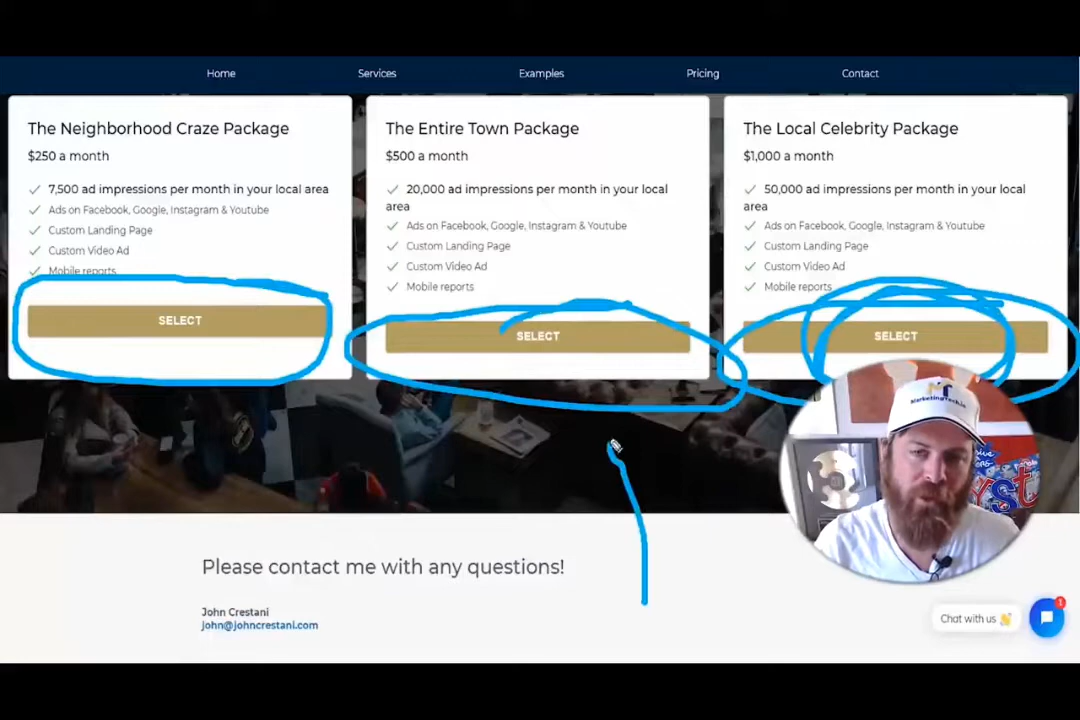 Home Services Examples Pricing Contact
The Neighborhood Craze Package
$250 a month
7,500 ad impressions per month in your local area
Ads on Facebook, Google, Instagram & Youtube
Custom Landing Page
Custom Video Ad
Mobile reports
SELECT
The Entire Town Package
$500 a month
20,000 ad impressions per month in your local
area
Ads on Facebook, Google, Instagram & Youtube
Custom Landing Page
Custom Video Ad
Mobile reports
SELECT
The Local Celebrity Package
$1,000 a month
50,000 ad impressions per month in your local
area
Ads on Facebook, Google, Instagram & Youtube
Custom Landing Page
Custom Video Ad
Mobile reports
SELECT
MarketingTech.io
Please contact me with any questions!
John Crestani
john@johncrestani.com
Chat with us 👋
1